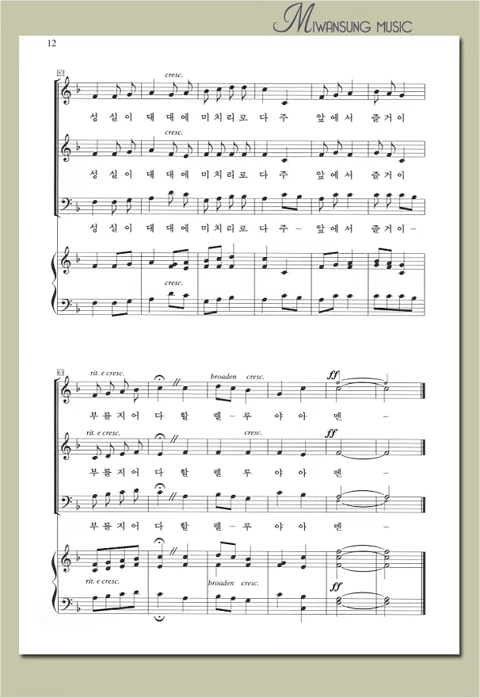 MIWANSUNG MUSIC
12
53
cresc.
성실이 대대에미치리로다주 앞에서 즐거이
cresc.
성실이 대대에미치리로다주 앞에서 즐거이
성실이 대대에미치리로다주- 앞에서 즐거이-
cresc.
63
rit. e cresc. broaden cresc. ff
부를지어다 할렐-루야아멘-
rit. e cresc. cresc. ff
부를지어다 할렐-루야아멘-
부를지어다 할렐-루야아멘-
rit. e cresc. broaden cresc. ff